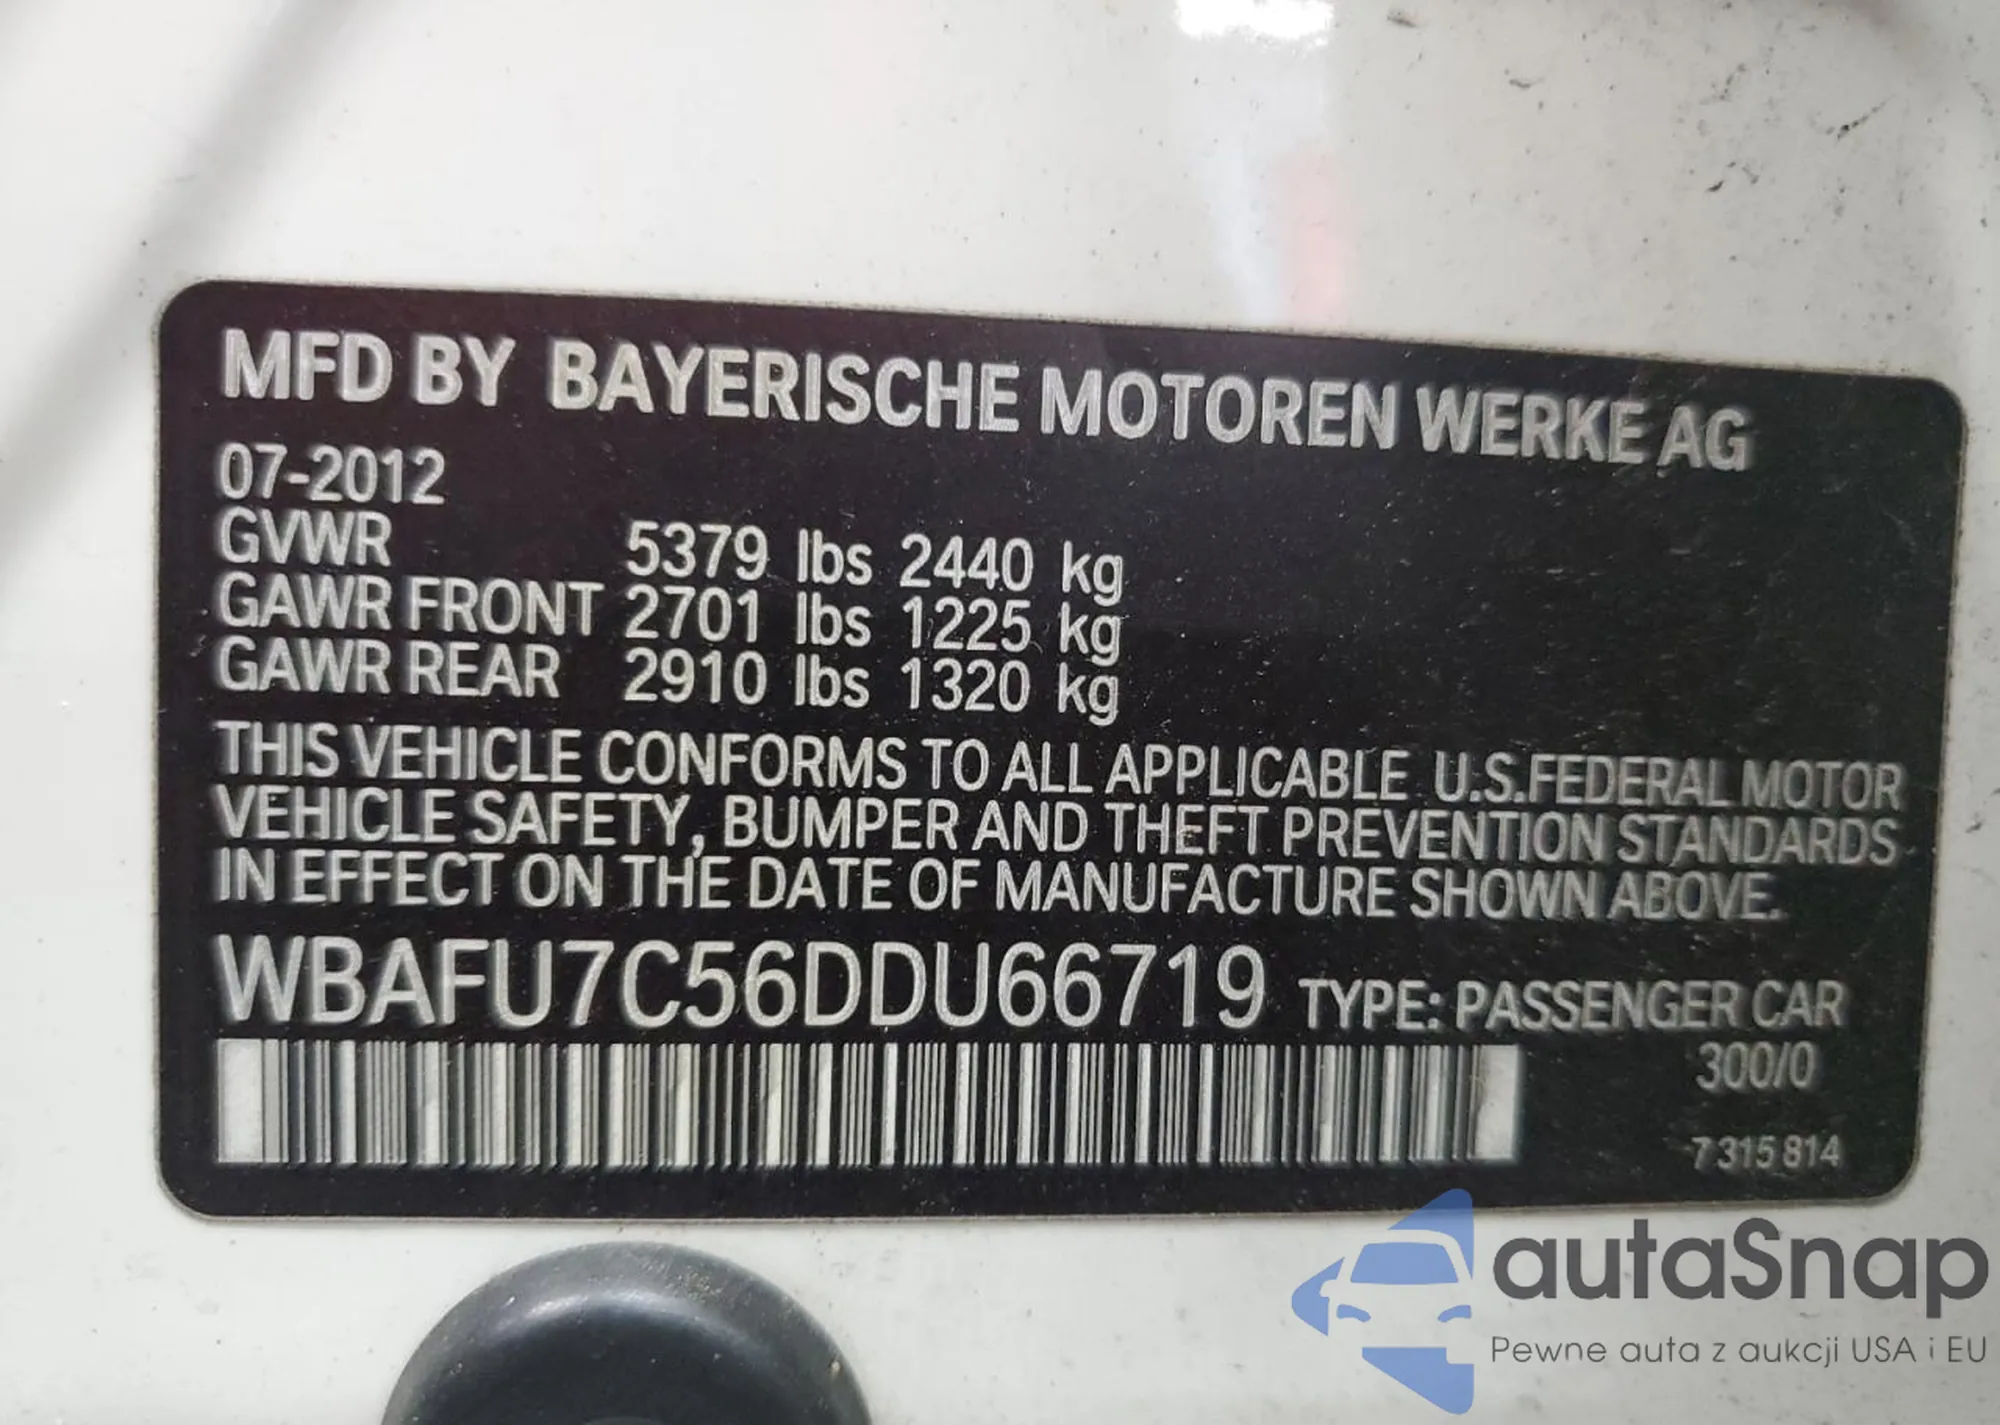 MFD BY BAYERISCHE MOTOREN WERKE AG
07-2012
GVWR 5379 lbs 2440 kg
GAWR FRONT 2701 lbs 1225 kg
GAWR REAR 2910 lbs 1320 kg
THIS VEHICLE CONFORMS TO ALL APPLICABLE U.S.FEDERAL MOTOR
VEHICLE SAFETY, BUMPER AND THEFT PREVENTION STANDARDS
IN EFFECT ON THE DATE OF MANUFACTURE SHOWN ABOVE.
WBAFU7C56DDU66719 TYPE: PASSENGER CAR
300/0
7 315 814
autaSnap
Pewne auta z aukcji USA i EU